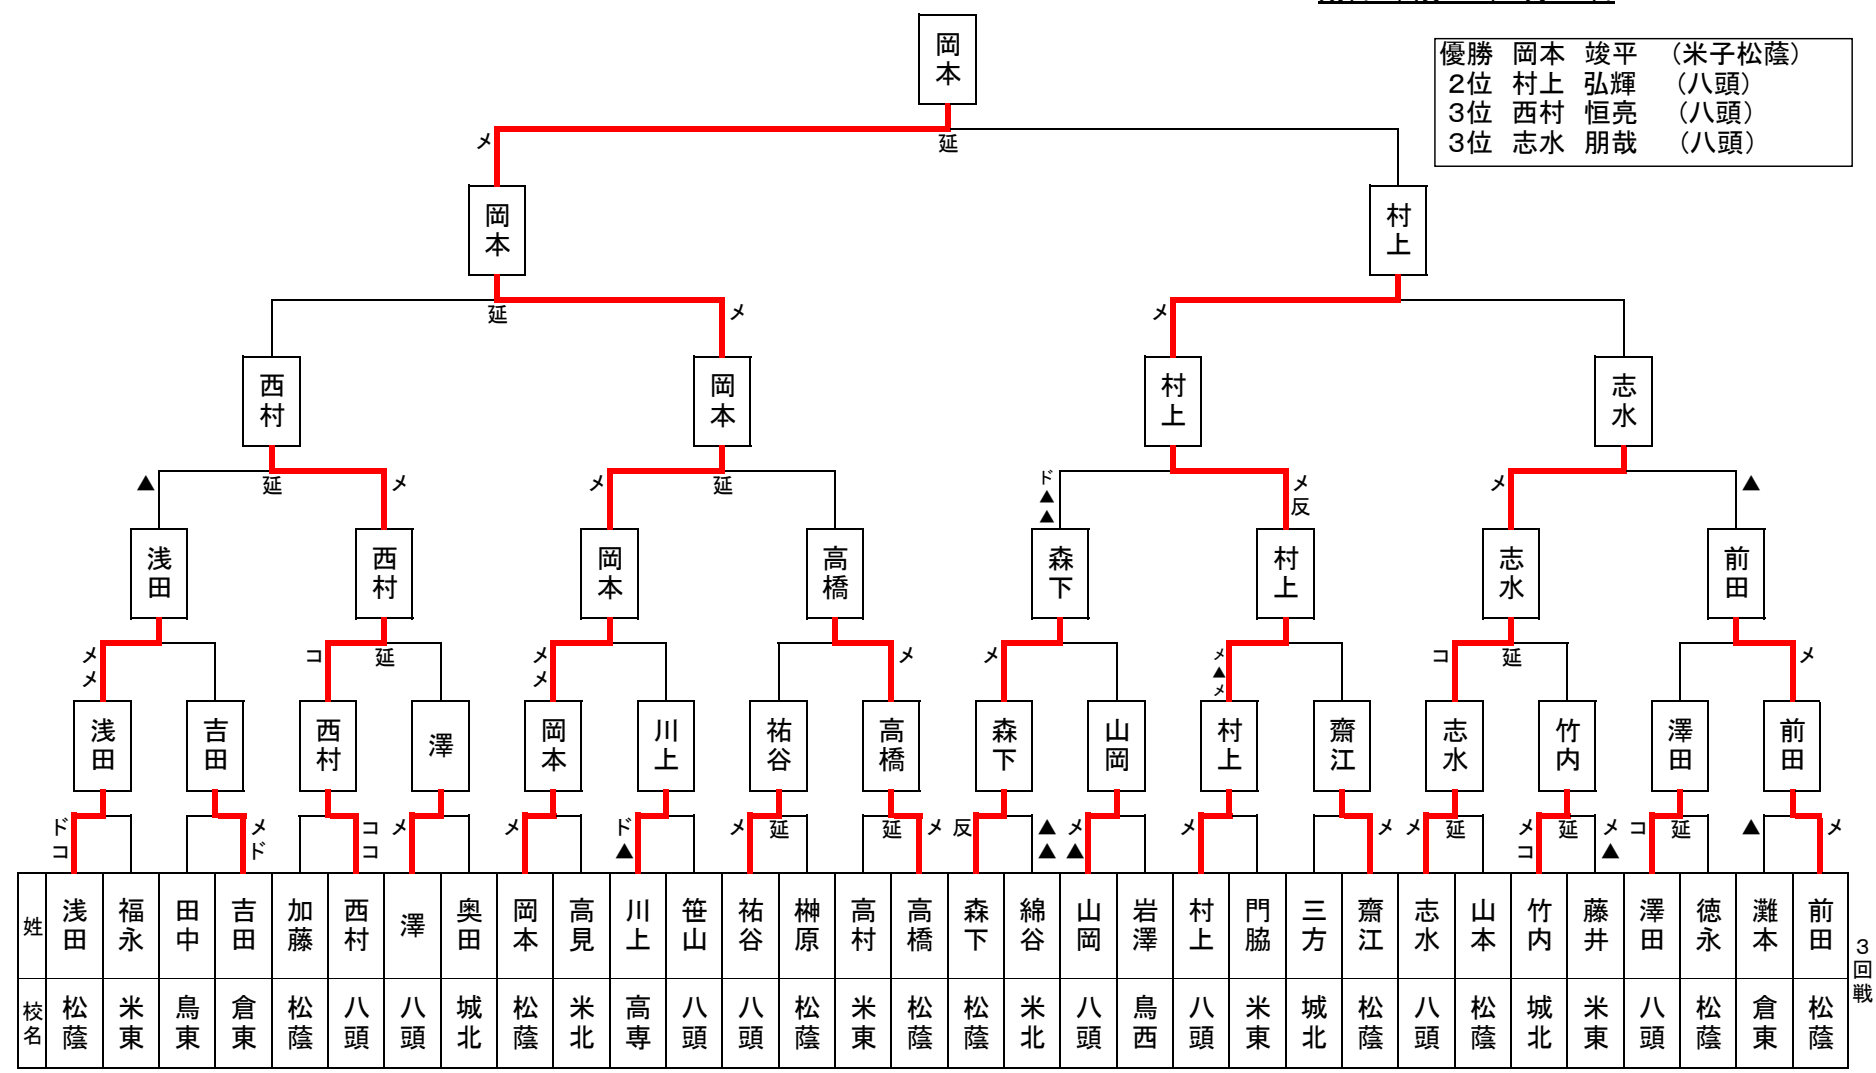 優勝 岡本 竣平 （米子松蔭）
2位 村上 弘輝 （八頭）
3位 西村 恒亮 （八頭）
3位 志水 朋哉 （八頭）
岡本
メ 延
岡本 村上
延 メ メ
西村 岡本 村上 志水
▲ 延 メ メ 延 ド▲▲ メ反 メ ▲
浅田 西村 岡本 高橋 森下 村上 志水 前田
メメ コ 延 メメ メ メ メ▲メ コ 延 メ
浅田 吉田 西村 澤 岡本 川上 祐谷 高橋 森下 山岡 村上 齋江 志水 竹内 澤田 前田
ドコ メド ココ メ メ ド▲ メ 延 延 メ 反 ▲▲ メ▲ メ メ メ 延 メコ 延 メ▲ コ 延 ▲ メ
姓 浅田 福永 田中 吉田 加藤 西村 澤 奥田 岡本 高見 川上 笹山 祐谷 榊原 高村 高橋 森下 綿谷 山岡 岩澤 村上 門脇 三方 齋江 志水 山本 竹内 藤井 澤田 徳永 灘本 前田
校名 松蔭 米東 鳥東 倉東 松蔭 八頭 八頭 城北 松蔭 米北 高専 八頭 八頭 松蔭 米東 松蔭 松蔭 米北 八頭 鳥西 八頭 米東 城北 松蔭 八頭 松蔭 城北 米東 八頭 松蔭 倉東 松蔭
3回戦